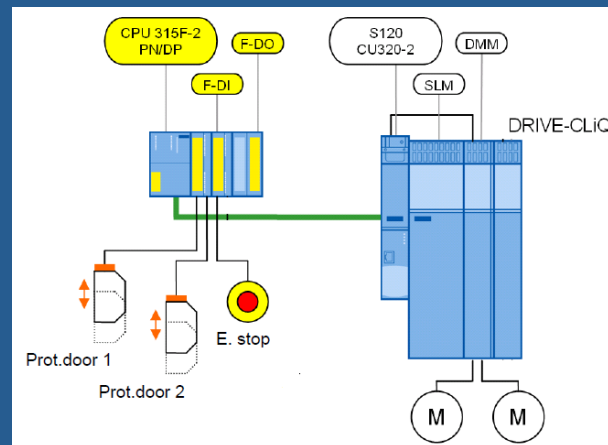 CPU 315F-2
PN/DP
F-DO
F-DI
S120
CU320-2
DMM
SLM
DRIVE-CLiQ
Prot.door 1
Prot.door 2
E. stop
M
M